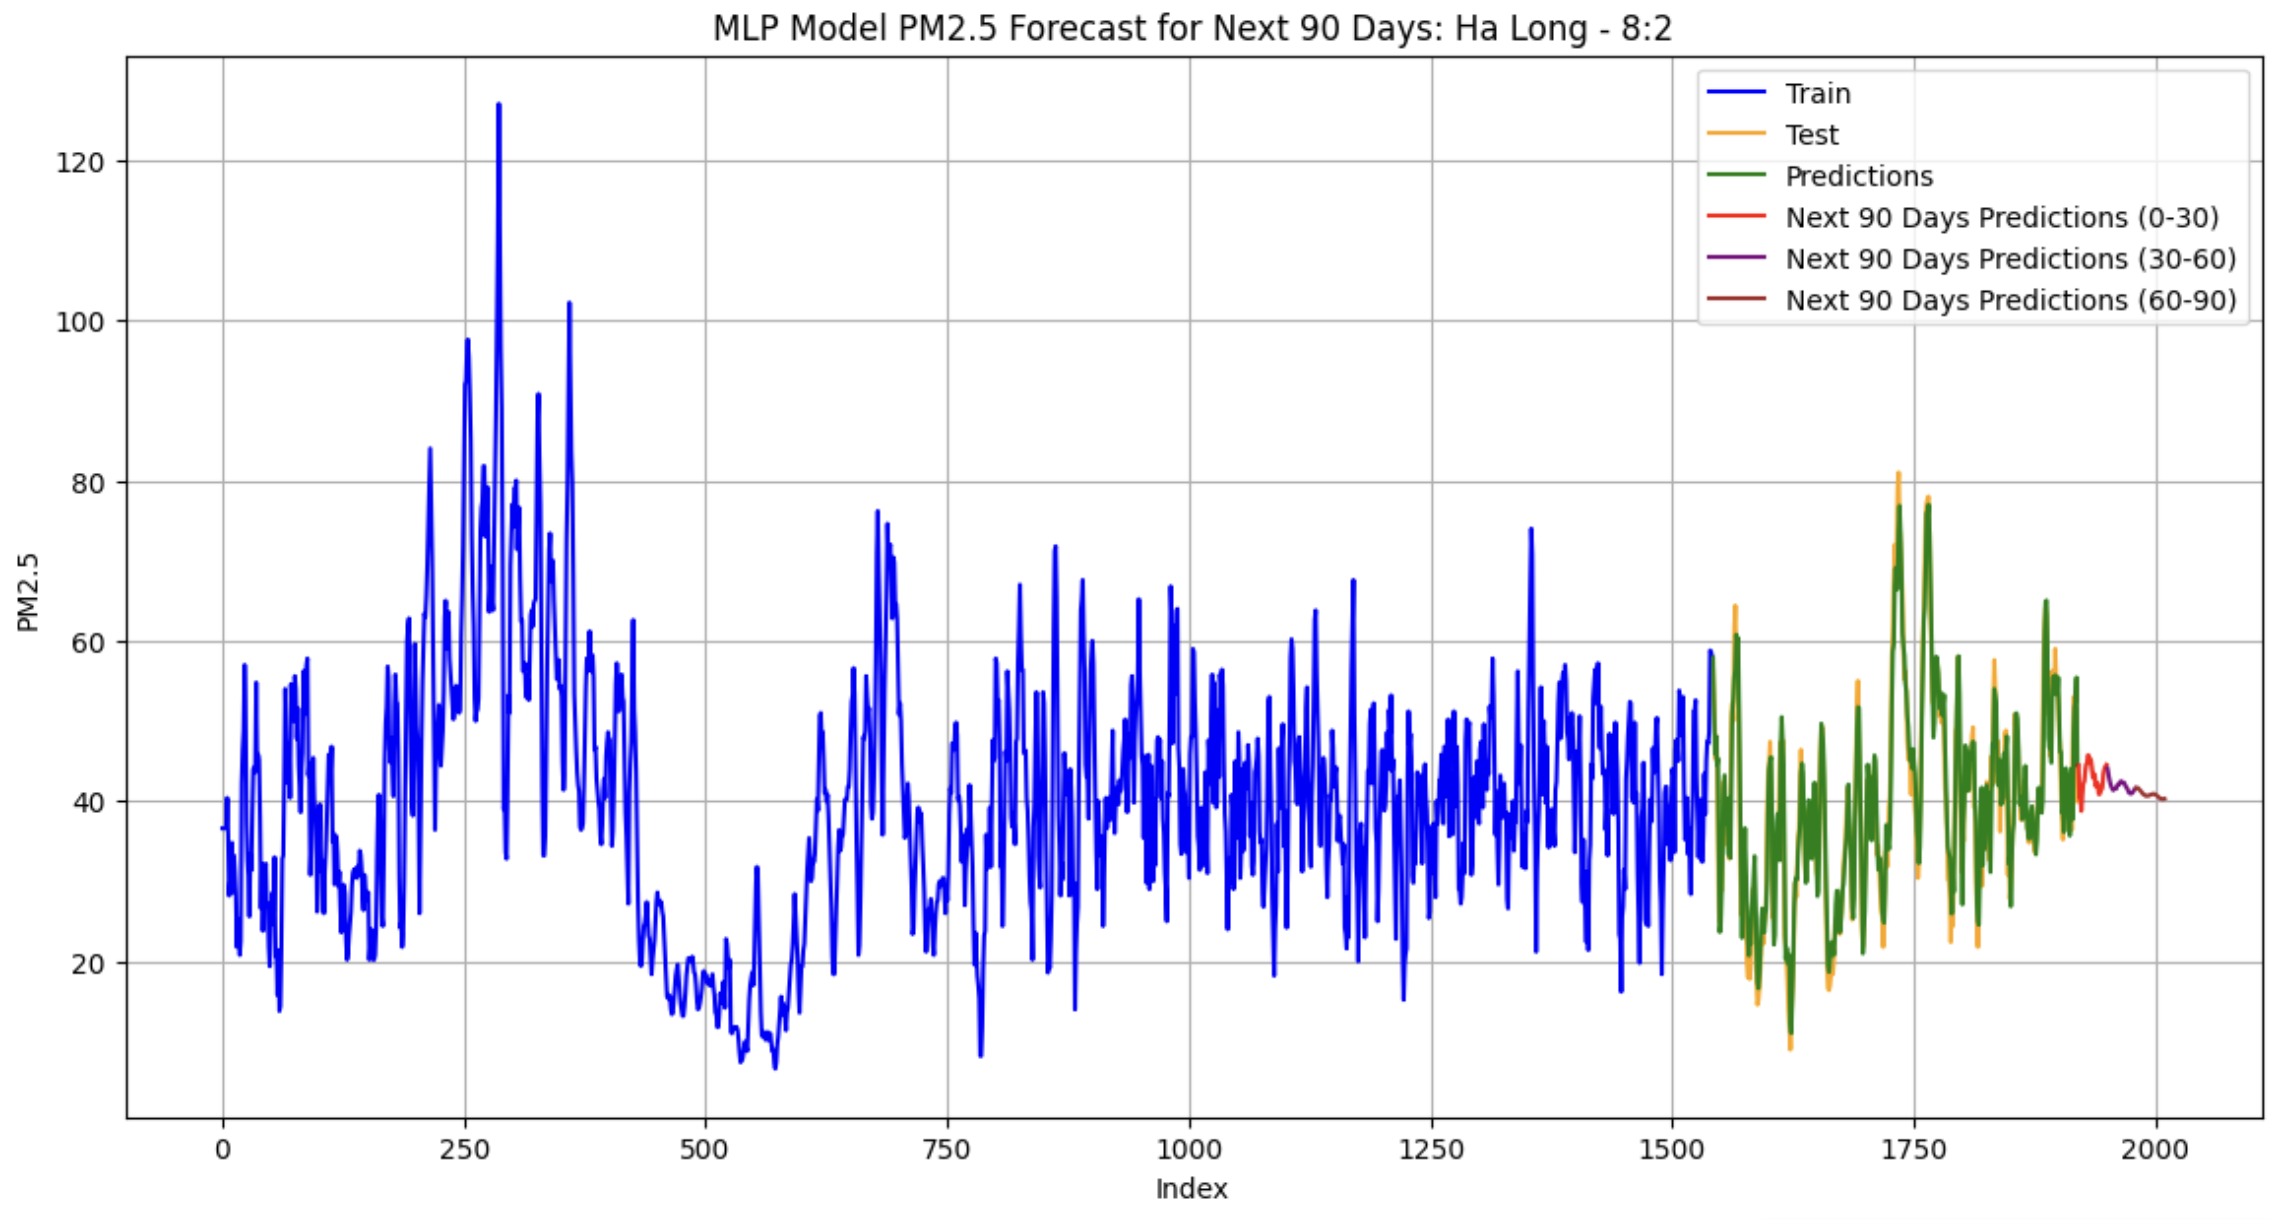 MLP Model PM2.5 Forecast for Next 90 Days: Ha Long - 8:2
Train
Test
Predictions
Next 90 Days Predictions (0-30)
Next 90 Days Predictions (30-60)
Next 90 Days Predictions (60-90)
PM2.5
120
100
80
60
40
20
0 250 500 750 1000 1250 1500 1750 2000
Index